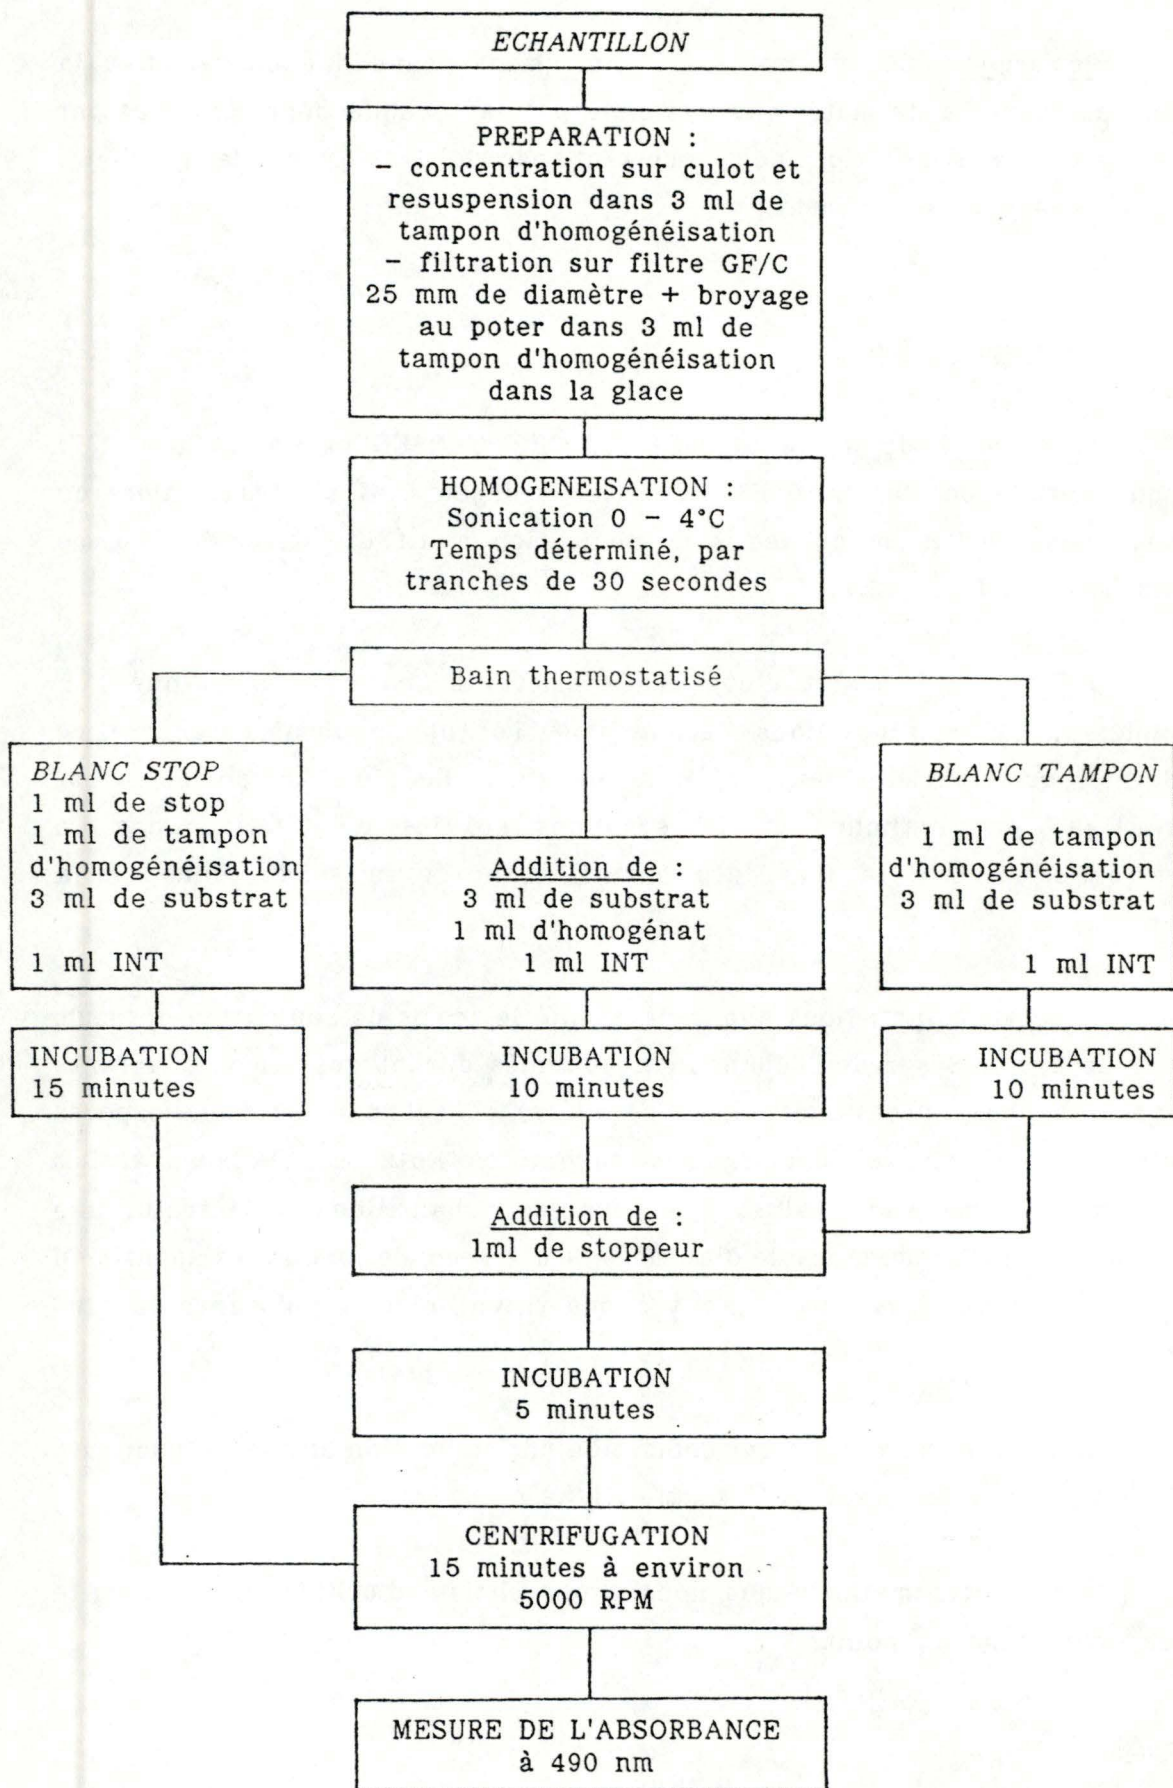 ECHANTILLON
PREPARATION :
- concentration sur culot et
resuspension dans 3 ml de
tampon d'homogénéisation
- filtration sur filtre GF/C
25 mm de diamètre + broyage
au poter dans 3 ml de
tampon d'homogénéisation
dans la glace
HOMOGENEISATION :
Sonication 0 - 4°C
Temps déterminé, par
tranches de 30 secondes
Bain thermostatisé
BLANC STOP
1 ml de stop
1 ml de tampon
d'homogénéisation
3 ml de substrat
1 ml INT
Addition de :
3 ml de substrat
1 ml d'homogénat
1 ml INT
BLANC TAMPON
1 ml de tampon
d'homogénéisation
3 ml de substrat
1 ml INT
INCUBATION
15 minutes
INCUBATION
10 minutes
INCUBATION
10 minutes
Addition de :
1ml de stoppeur
INCUBATION
5 minutes
CENTRIFUGATION
15 minutes à environ
5000 RPM
MESURE DE L'ABSORBANCE
à 490 nm